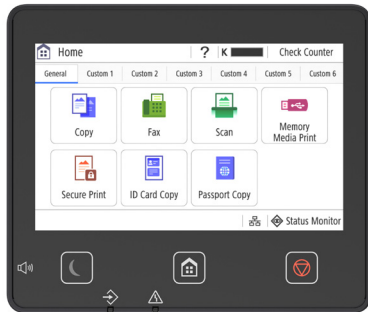 Home ? K Check Counter
General Custom 1 Custom 2 Custom 3 Custom 4 Custom 5 Custom 6
Copy Fax Scan Memory
Media Print
Secure Print ID Card Copy Passport Copy
Status Monitor